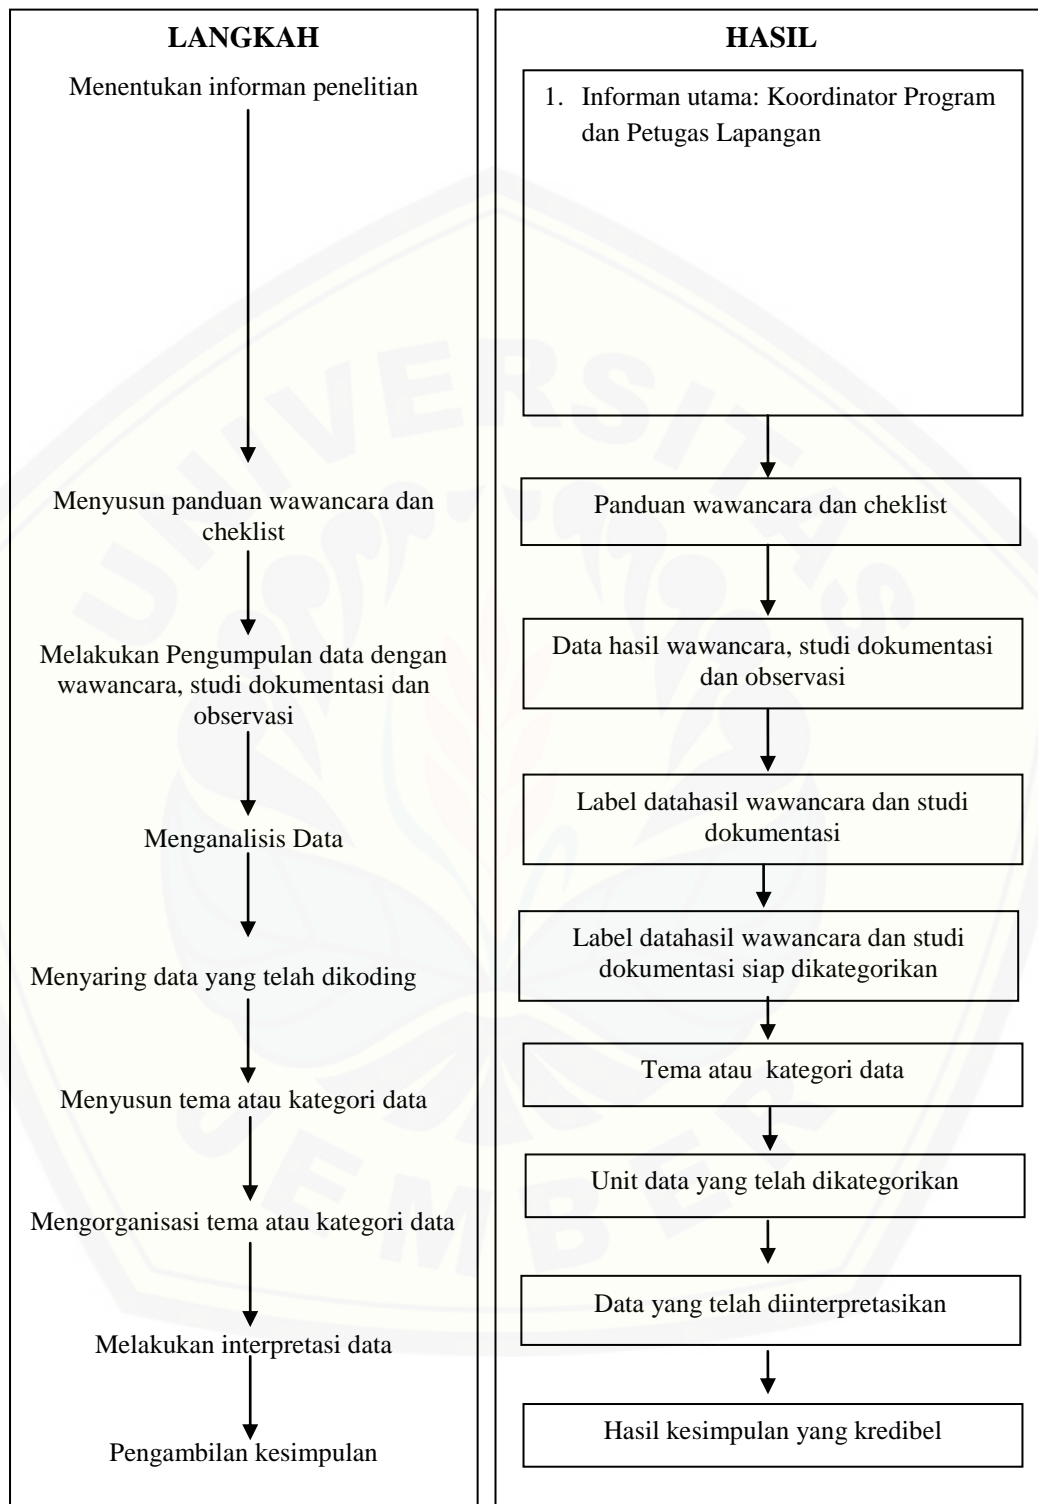 LANGKAH
Menentukan informan penelitian
Menyusun panduan wawancara dan
cheklist
Melakukan Pengumpulan data dengan
wawancara, studi dokumentasi dan
observasi
Menganalisis Data
Menyaring data yang telah dikoding
Menyusun tema atau kategori data
Mengorganisasi tema atau kategori data
Melakukan interpretasi data
Pengambilan kesimpulan
HASIL
1. Informan utama: Koordinator Program
dan Petugas Lapangan
Panduan wawancara dan cheklist
Data hasil wawancara, studi dokumentasi
dan observasi
Label datahasil wawancara dan studi
dokumentasi
Label datahasil wawancara dan studi
dokumentasi siap dikategorikan
Tema atau kategori data
Unit data yang telah dikategorikan
Data yang telah diinterpretasikan
Hasil kesimpulan yang kredibel
UNIVERSITAS
JEMBER